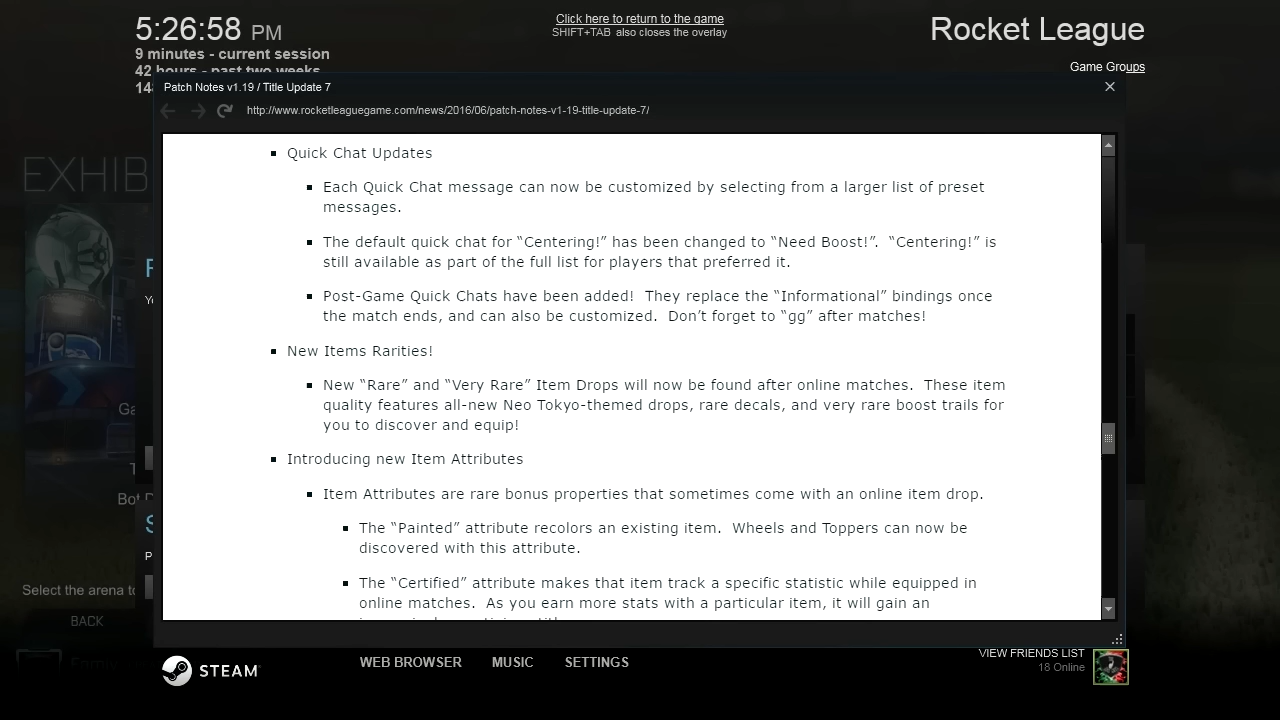 5:26:58 PM
Click here to return to the game
Rocket League
SHIFT+TAB also closes the overlay
9 minutes - current session
42 hours - past two weeks
Game Groups
14
Patch Notes v1.19 / Title Update 7
http://www.rocketleaguegame.com/news/2016/06/patch-notes-v1-19-title-update-7/
EXHIB
Quick Chat Updates
Each Quick Chat message can now be customized by selecting from a larger list of preset
messages.
The default quick chat for “Centering!” has been changed to “Need Boost!”.  “Centering!” is
still available as part of the full list for players that preferred it.
Post-Game Quick Chats have been added!  They replace the “Informational” bindings once
the match ends, and can also be customized.  Don’t forget to “gg” after matches!
New Items Rarities!
New “Rare” and “Very Rare” Item Drops will now be found after online matches.  These item
quality features all-new Neo Tokyo-themed drops, rare decals, and very rare boost trails for
you to discover and equip!
Introducing new Item Attributes
Item Attributes are rare bonus properties that sometimes come with an online item drop.
The “Painted” attribute recolors an existing item.  Wheels and Toppers can now be
discovered with this attribute.
The “Certified” attribute makes that item track a specific statistic while equipped in
online matches.  As you earn more stats with a particular item, it will gain an
Ga
Bot
Select the arena to
BACK
STEAM
WEB BROWSER
MUSIC
SETTINGS
VIEW FRIENDS LIST
18 Online